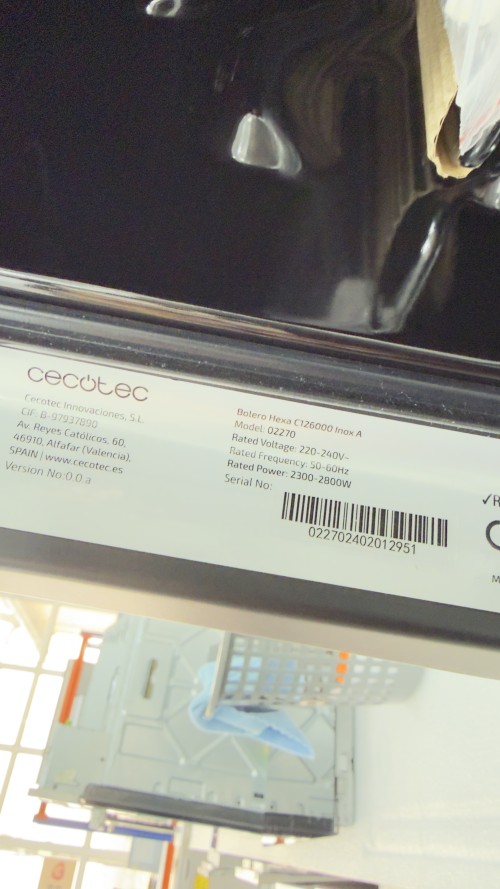 cecotec
Cecotec Innovaciones, S.L.
CIF: B-97937090
Av. Reyes Católicos, 60,
46910, Alfafar (Valencia),
SPAIN | www.cecotec.es
Version No:0.0.a
Bolero Hexa C126000 Inox A
Model: 02270
Rated Voltage: 220-240V~
Rated Frequency: 50-60Hz
Rated Power: 2300-2800W
Serial No:
022702402012951